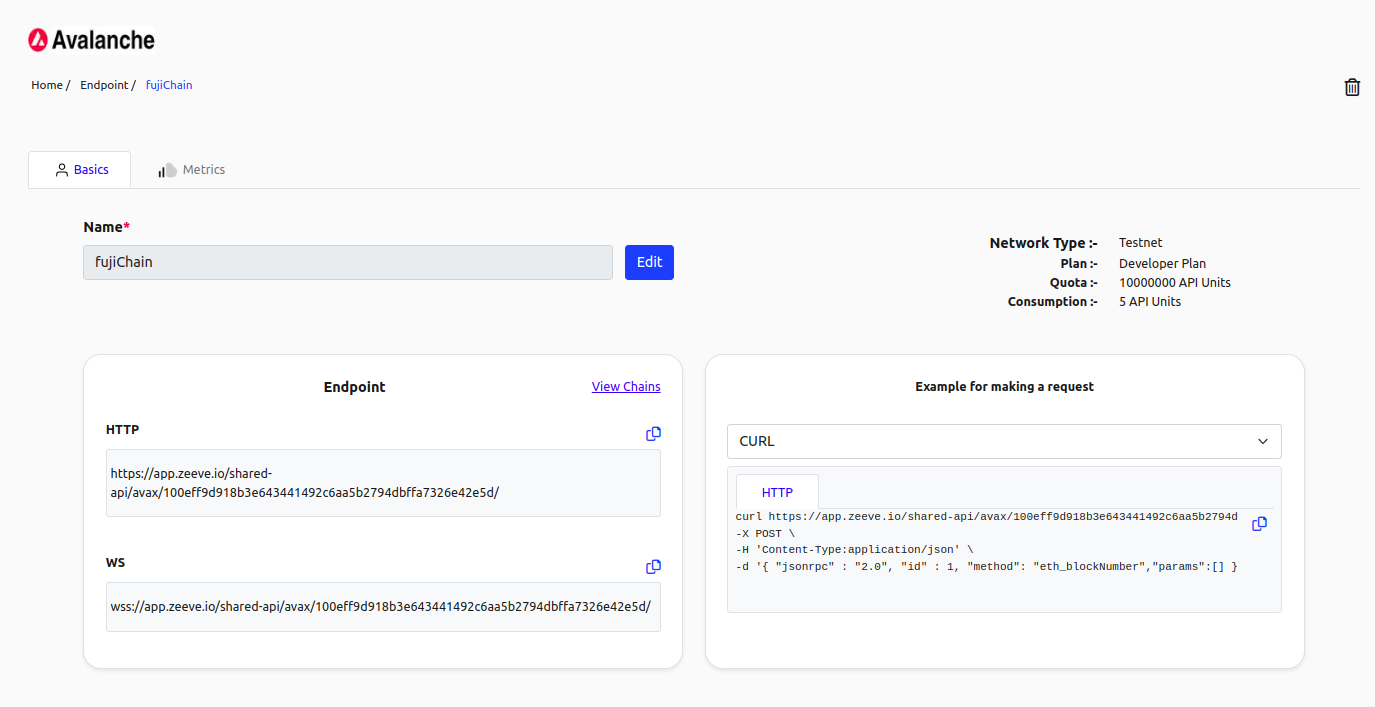 Avalanche
Home / Endpoint / fujiChain
Basics Metrics
Name*
fujiChain
Edit
Network Type :- Testnet
Plan :- Developer Plan
Quota :- 10000000 API Units
Consumption :- 5 API Units
Endpoint
View Chains
HTTP
https://app.zeeve.io/shared-
api/avax/100eff9d918b3e643441492c6aa5b2794dbffa7326e42e5d/
WS
wss://app.zeeve.io/shared-api/avax/100eff9d918b3e643441492c6aa5b2794dbffa7326e42e5d/
Example for making a request
CURL
HTTP
curl https://app.zeeve.io/shared-api/avax/100eff9d918b3e643441492c6aa5b2794d
-X POST \
-H 'Content-Type:application/json' \
-d '{ "jsonrpc" : "2.0", "id" : 1, "method": "eth_blockNumber","params":[] }